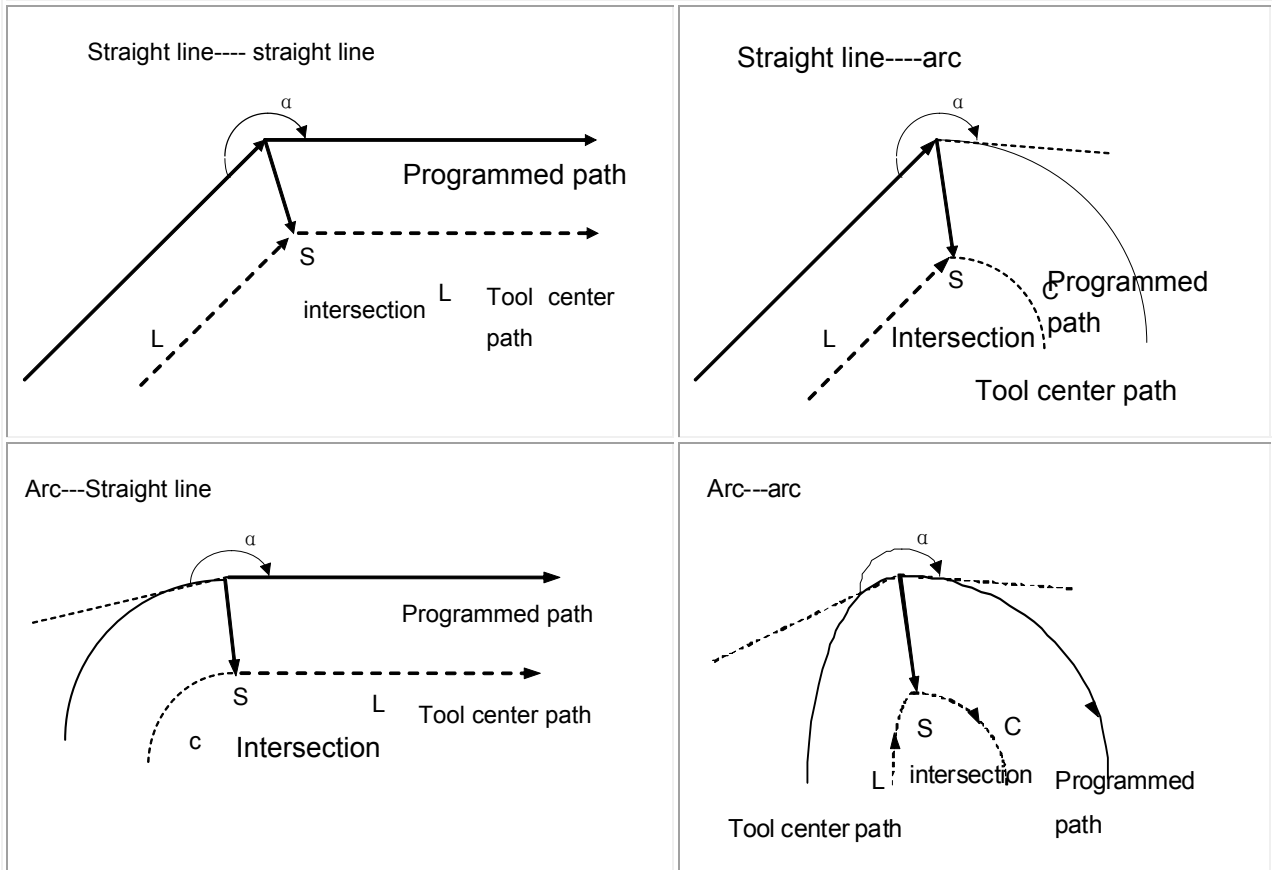 Straight line---- straight line
α
Programmed path
S
L
intersection
Tool center
path
L
Straight line----arc
α
S
C
Programmed
path
L
Intersection
Tool center path
Arc---Straight line
α
Programmed path
S
L
Tool center path
c
Intersection
Arc---arc
α
S
C
L
intersection
Programmed
path
Tool center path